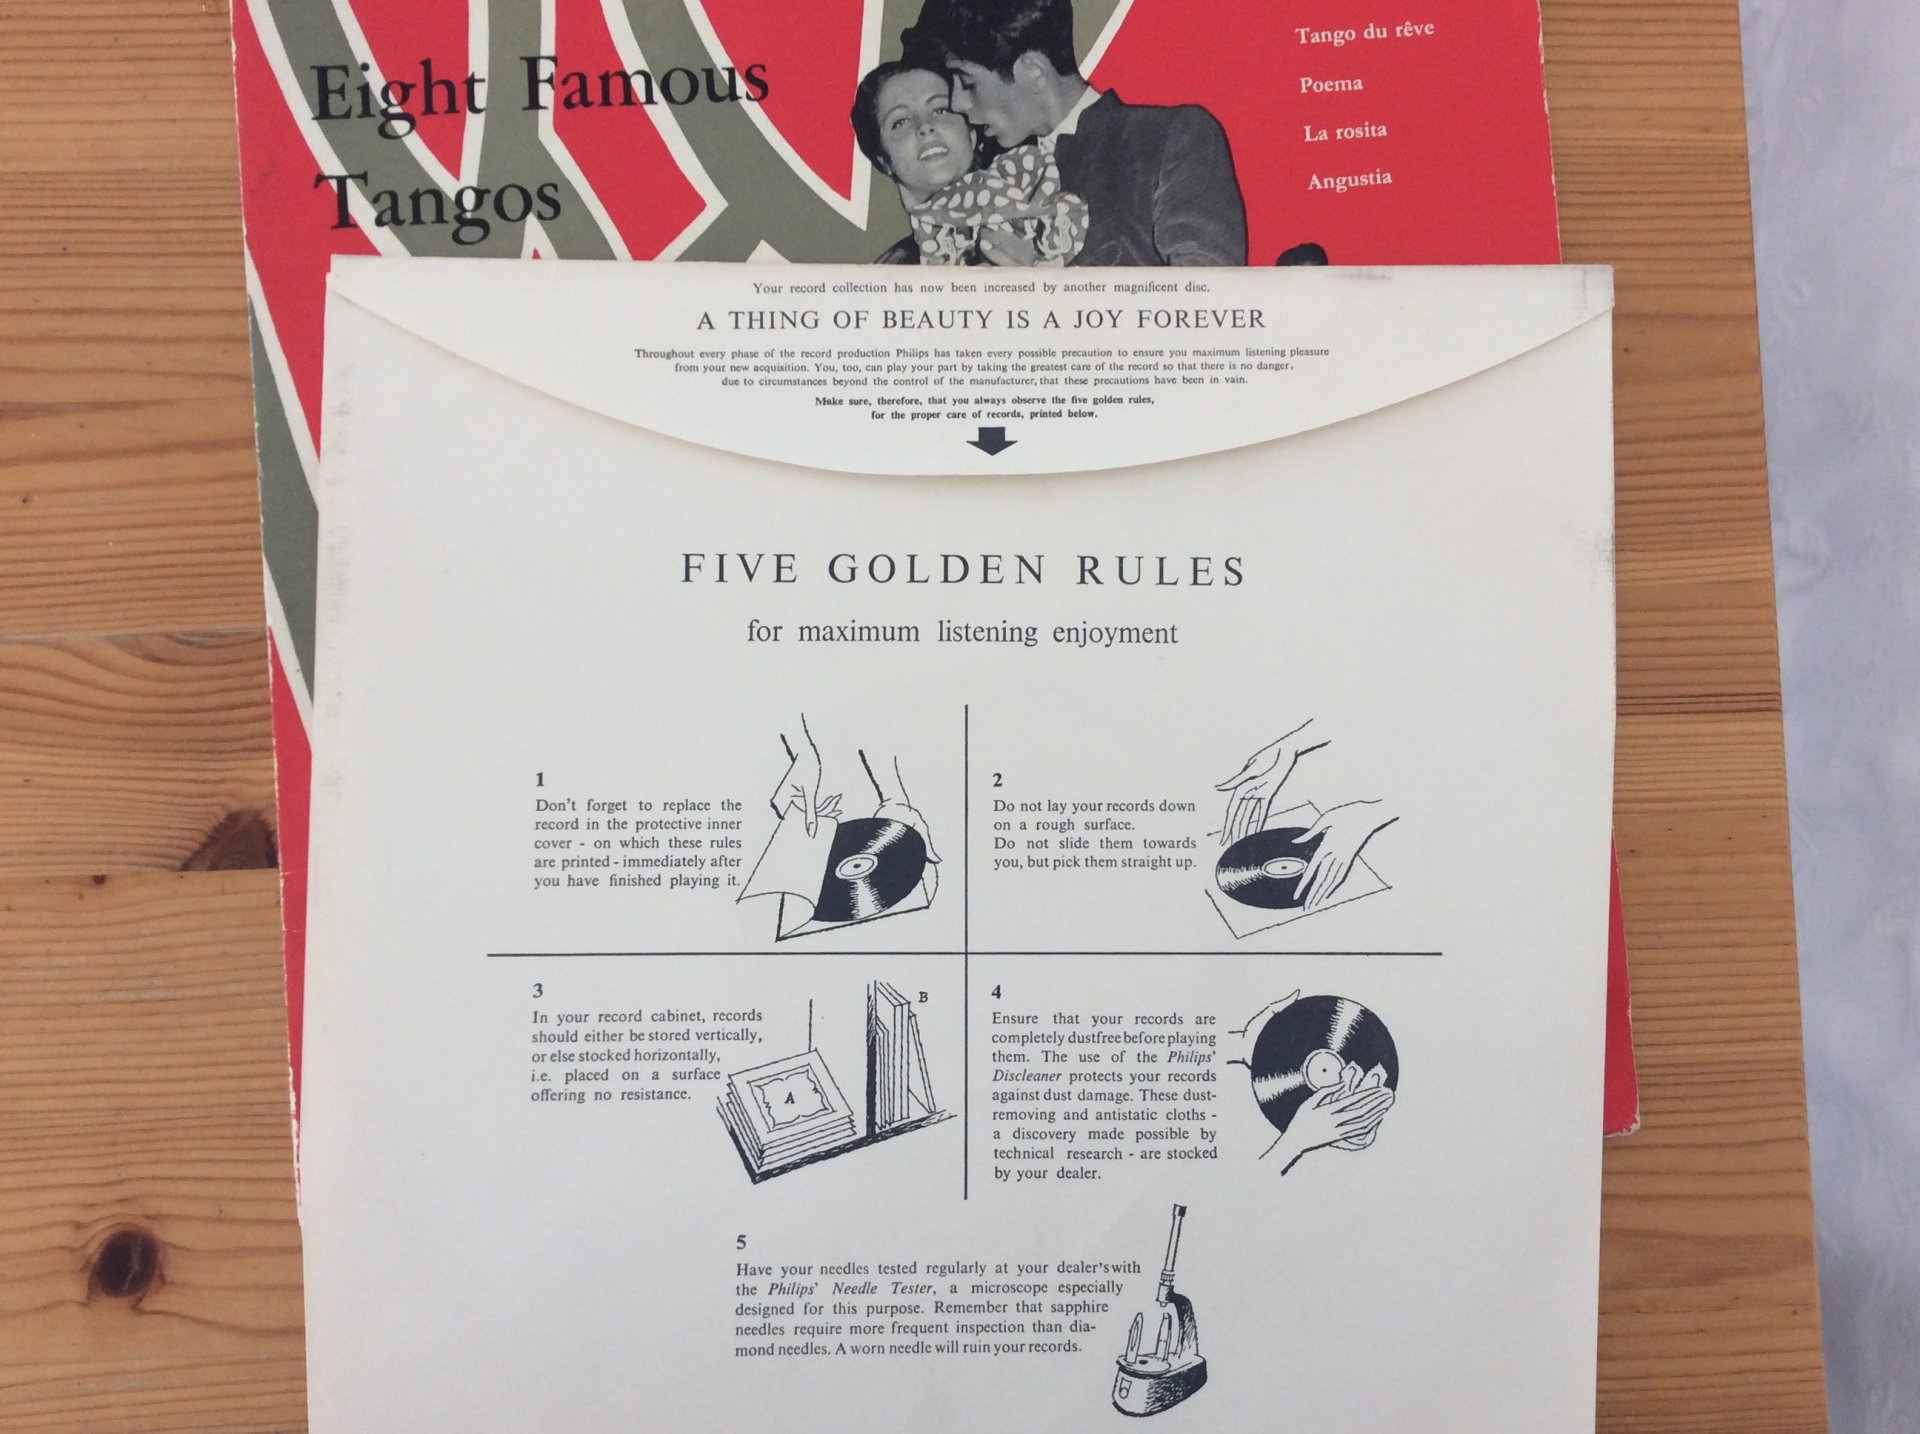 Eight Famous
Tangos
Tango du rêve
Poema
La rosita
Angustia
Your record collection has now been increased by another magnificent disc.
A THING OF BEAUTY IS A JOY FOREVER
Throughout every phase of the record production Philips has taken every possible precaution to ensure you maximum listening pleasure
from your new acquisition. You, too, can play your part by taking the greatest care of the record so that there is no danger,
due to circumstances beyond the control of the manufacturer, that these precautions have been in vain.
Make sure, therefore, that you always observe the five golden rules,
for the proper care of records, printed below.
FIVE GOLDEN RULES
for maximum listening enjoyment
1
Don't forget to replace the
record in the protective inner
cover - on which these rules
are printed - immediately after
you have finished playing it.
2
Do not lay your records down
on a rough surface.
Do not slide them towards
you, but pick them straight up.
3
In your record cabinet, records
should either be stored vertically,
or else stocked horizontally,
i.e. placed on a surface
offering no resistance.
A
B
4
Ensure that your records are
completely dustfree before playing
them. The use of the Philips'
Discleaner protects your records
against dust damage. These dust-
removing and antistatic cloths -
a discovery made possible by
technical research - are stocked
by your dealer.
5
Have your needles tested regularly at your dealer's with
the Philips' Needle Tester, a microscope especially
designed for this purpose. Remember that sapphire
needles require more frequent inspection than dia-
mond needles. A worn needle will ruin your records.